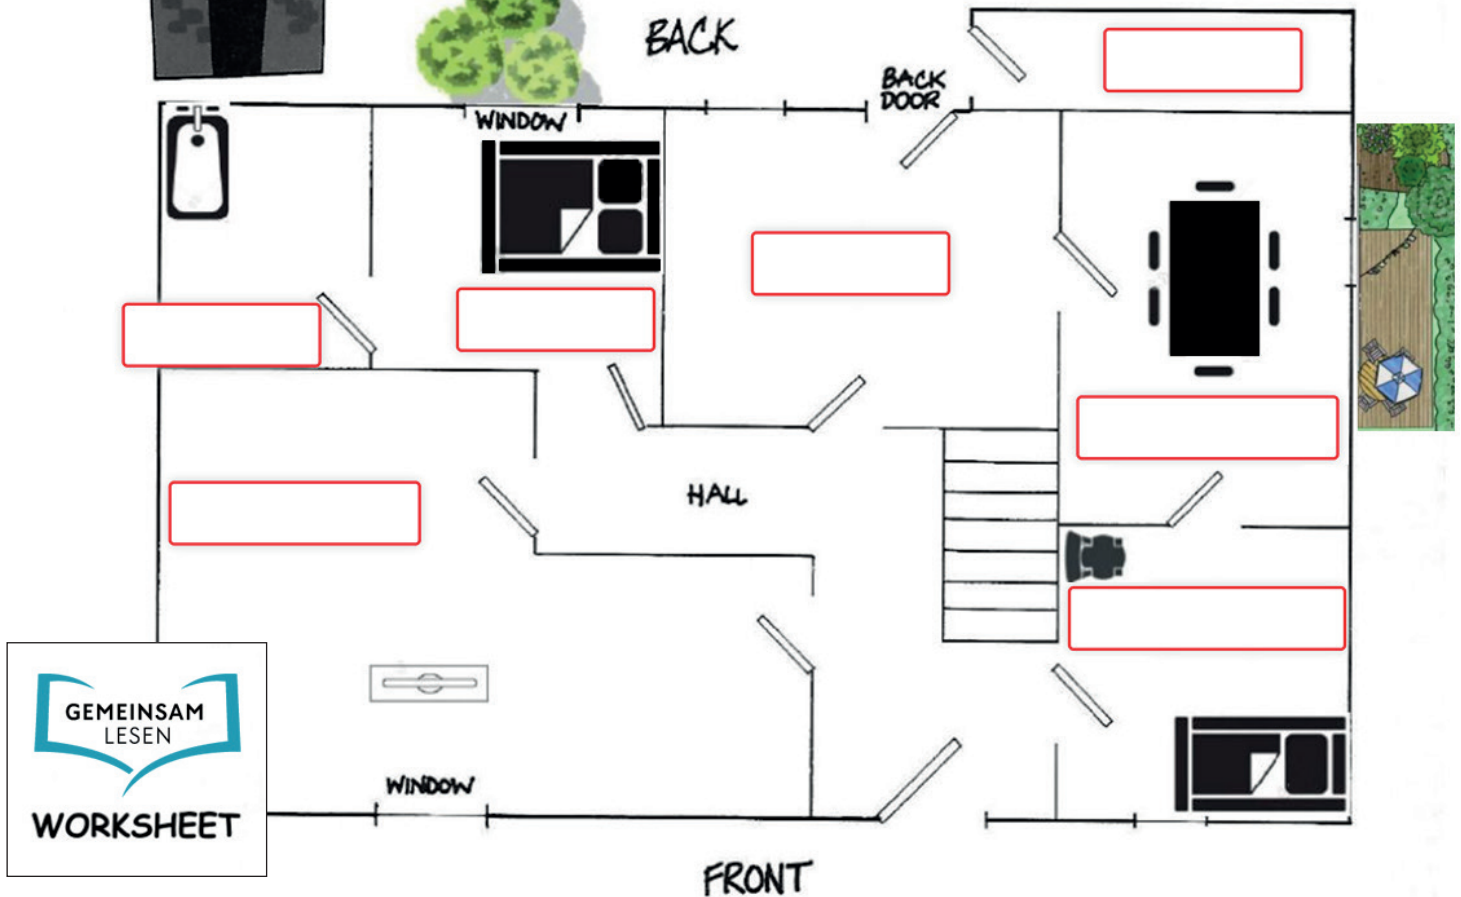 BACK
BACK
DOOR
WINDOW
HALL
GEMEINSAM
LESEN
WORKSHEET
WINDOW
FRONT